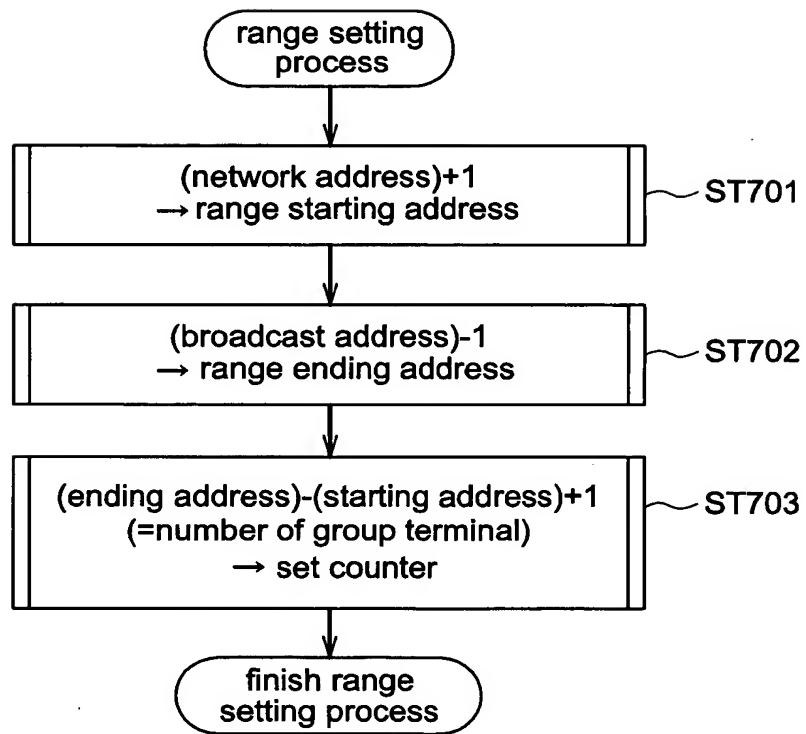 range setting
process
(network address)+1
→ range starting address
ST701
(broadcast address)-1
→ range ending address
ST702
(ending address)-(starting address)+1
(=number of group terminal)
→ set counter
ST703
finish range
setting process